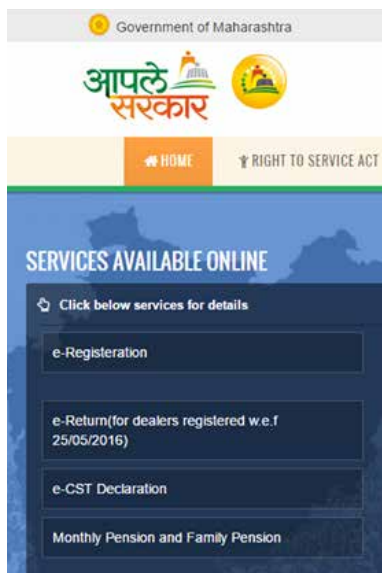 Government of Maharashtra
आपले
सरकार
HOME
RIGHT TO SERVICE ACT
SERVICES AVAILABLE ONLINE
Click below services for details
e-Registeration
e-Return(for dealers registered w.e.f
25/05/2016)
e-CST Declaration
Monthly Pension and Family Pension